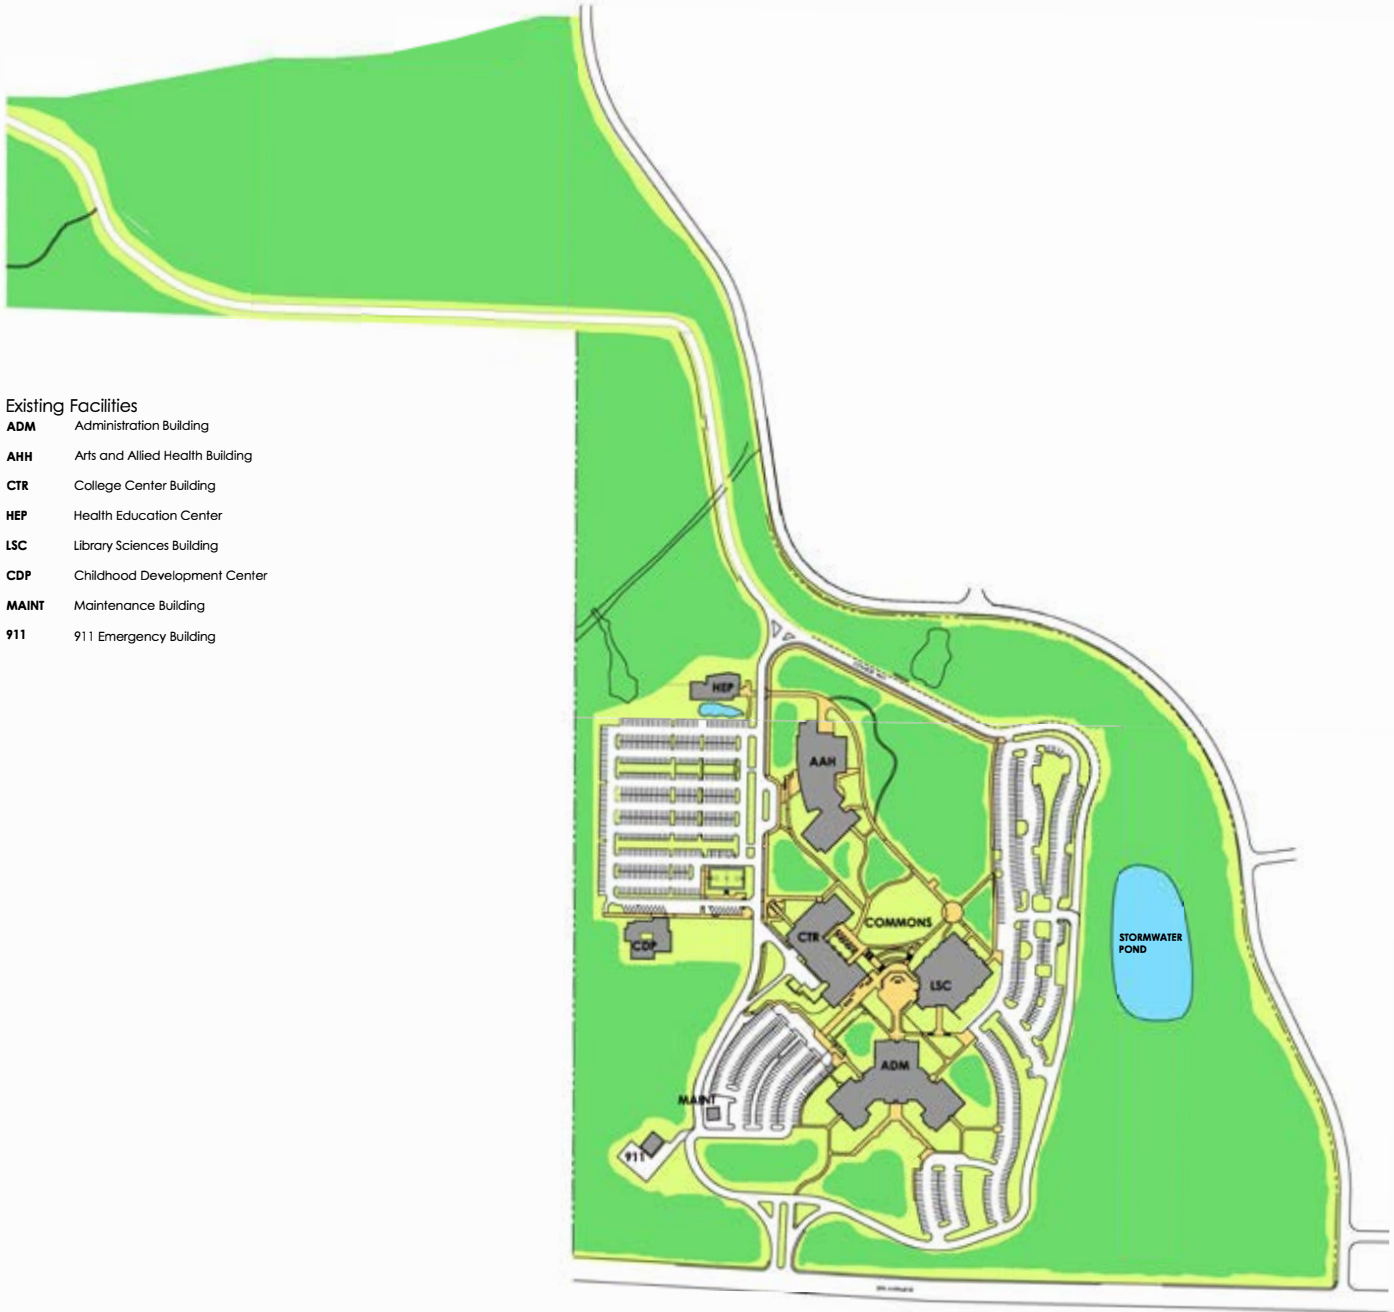 Existing Facilities
ADM Administration Building
AHH Arts and Allied Health Building
CTR College Center Building
HEP Health Education Center
LSC Library Sciences Building
CDP Childhood Development Center
MAINT Maintenance Building
911 911 Emergency Building
HEP
AAH
COMMONS
CTR
CDP
STORMWATER
POND
LSC
ADM
MAINT
911